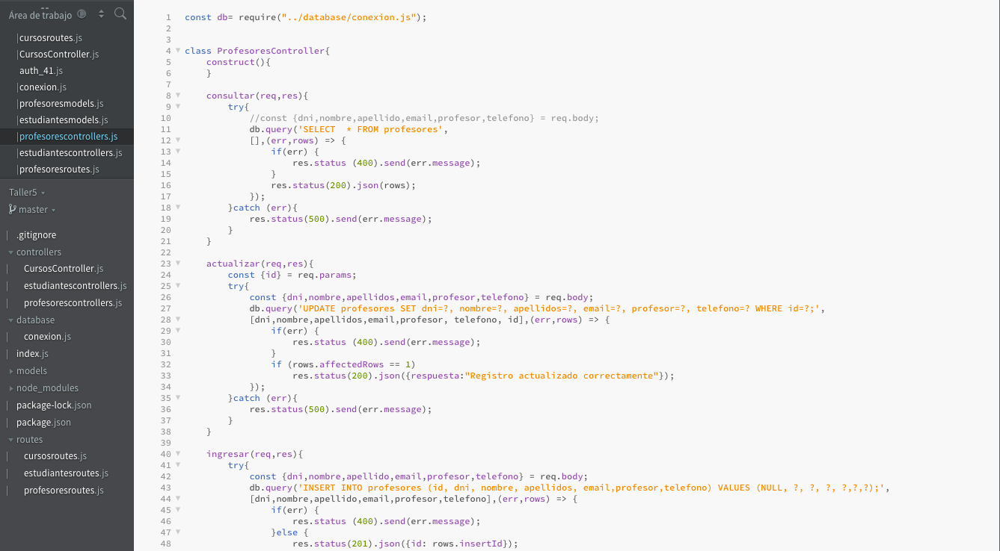 Área de trabajo
cursosroutes.js
CursosController.js
auth_41.js
conexion.js
profesoresmodels.js
estudiantesmodels.js
profesorescontrollers.js
estudiantescontrollers.js
profesoresroutes.js
Taller5
master
.gitignore
controllers
CursosController.js
estudiantescontrollers.js
profesorescontrollers.js
database
conexion.js
index.js
models
node_modules
package-lock.json
package.json
routes
cursosroutes.js
estudiantesroutes.js
profesoresroutes.js
1 const db= require("../database/conexion.js");
2
3
4 class ProfesoresController{
5     construct(){
6     }
7
8     consultar(req,res){
9         try{
10             //const {dni,nombre,apellido,email,profesor,telefono} = req.body;
11             db.query('SELECT  * FROM profesores',
12             [],(err,rows) => {
13                 if(err) {
14                     res.status (400).send(err.message);
15                 }
16                 res.status(200).json(rows);
17             });
18         }catch (err){
19             res.status(500).send(err.message);
20         }
21     }
22
23     actualizar(req,res){
24         const {id} = req.params;
25         try{
26             const {dni,nombre,apellidos,email,profesor,telefono} = req.body;
27             db.query('UPDATE profesores SET dni=?, nombre=?, apellidos=?, email=?, profesor=?, telefono=? WHERE id=?;',
28             [dni,nombre,apellidos,email,profesor, telefono, id],(err,rows) => {
29                 if(err) {
30                     res.status (400).send(err.message);
31                 }
32                 if (rows.affectedRows == 1)
33                     res.status(200).json({respuesta:"Registro actualizado correctamente"});
34             });
35         }catch (err){
36             res.status(500).send(err.message);
37         }
38     }
39
40     ingresar(req,res){
41         try{
42             const {dni,nombre,apellido,email,profesor,telefono} = req.body;
43             db.query('INSERT INTO profesores (id, dni, nombre, apellidos, email,profesor,telefono) VALUES (NULL, ?, ?, ?, ?,?,?);',
44             [dni,nombre,apellido,email,profesor,telefono],(err,rows) => {
45                 if(err) {
46                     res.status (400).send(err.message);
47                 }else {
48                     res.status(201).json({id: rows.insertId});